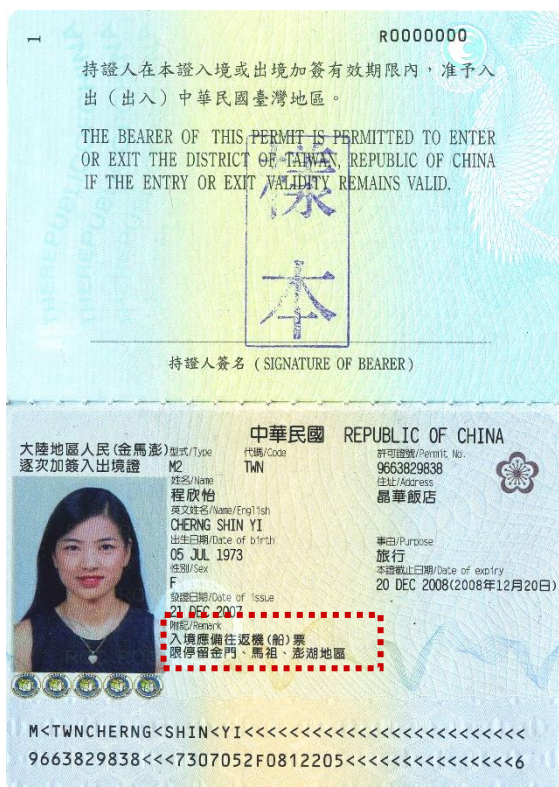 1
R0000000
持證人在本證入境或出境加簽有效期限內，准予入
出（出入）中華民國臺灣地區。
THE BEARER OF THIS PERMIT IS PERMITTED TO ENTER
OR EXIT THE DISTRICT OF TAIWAN, REPUBLIC OF CHINA
IF THE ENTRY OR EXIT VALIDITY REMAINS VALID.
樣本
持證人簽名 (SIGNATURE OF BEARER)
中華民國 REPUBLIC OF CHINA
大陸地區人民(金馬澎)
逐次加簽入出境證
型式/Type 代碼/Code 許可證號/Permit No.
M2 TWN 9663829838
姓名/Name 住址/Address
程欣怡 晶華飯店
英文姓名/Name/English
CHERNG SHIN YI
出生日期/Date of birth 事由/Purpose
05 JUL 1973 旅行
性別/Sex 本證截止日期/Date of expiry
F 20 DEC 2008(2008年12月20日)
發證日期/Date of issue
21 DEC 2007
附記/Remark
入境應備往返機(船)票
限停留金門、馬祖、澎湖地區
M<TWNCHERNG<SHIN<YI<<<<<<<<<<<<<<<<<<<<<<<<<
9663829838<<<7307052F0812205<<<<<<<<<<<<<<<6